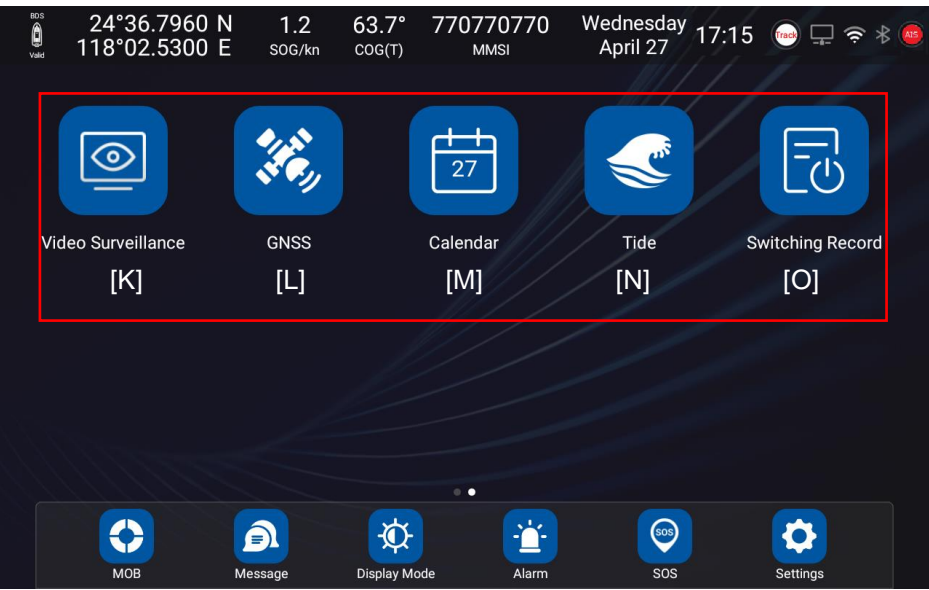 BDS
Valid
24°36.7960 N
118°02.5300 E
1.2
SOG/kn
63.7°
COG(T)
770770770
MMSI
Wednesday
April 27
17:15
Track
AIS
27
Video Surveillance
GNSS
Calendar
Tide
Switching Record
[K]
[L]
[M]
[N]
[O]
SOS
MOB
Message
Display Mode
Alarm
SOS
Settings